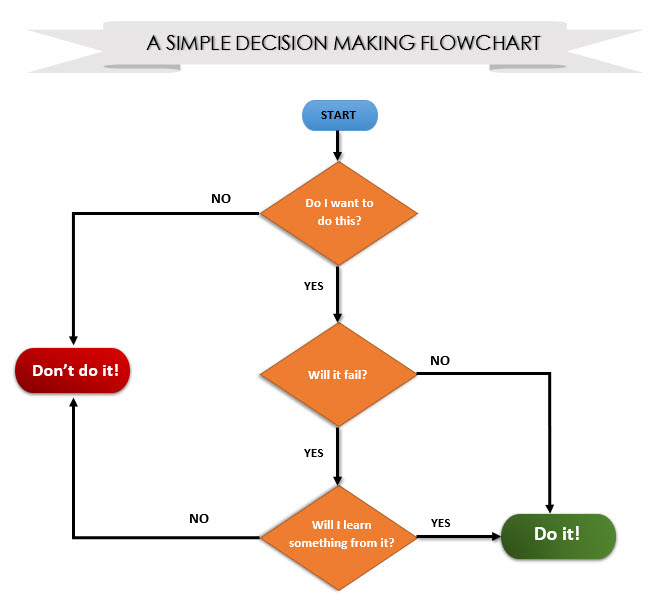 A SIMPLE DECISION MAKING FLOWCHART
START
Do I want to
do this?
NO
YES
Will it fail?
NO
Don't do it!
YES
Will I learn
something from it?
NO
YES
Do it!